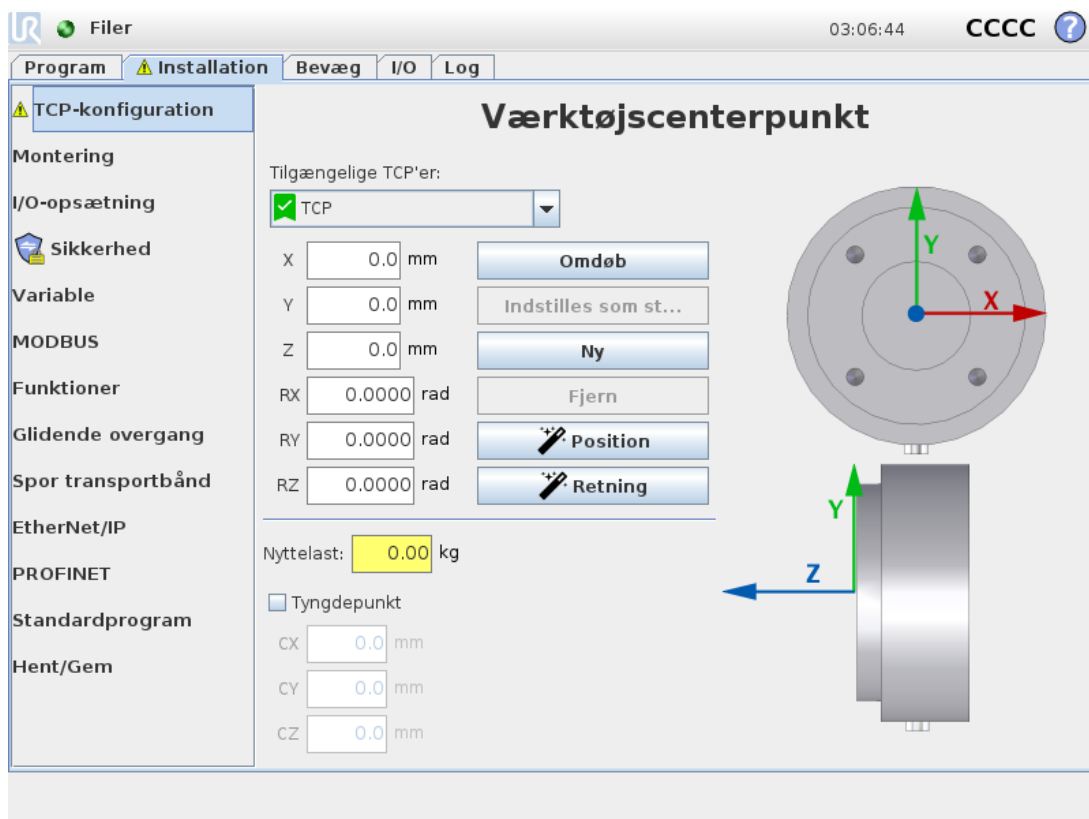 UR Filer 03:06:44 CCCC ?
Program Installation Bevæg I/O Log
TCP-konfiguration
Montering
I/O-opsætning
Sikkerhed
Variable
MODBUS
Funktioner
Glidende overgang
Spor transportbånd
EtherNet/IP
PROFINET
Standardprogram
Hent/Gem
Værktøjscenterpunkt
Tilgængelige TCP'er:
TCP
X 0.0 mm Omdøb
Y 0.0 mm Indstilles som st...
Z 0.0 mm Ny
RX 0.0000 rad Fjern
RY 0.0000 rad Position
RZ 0.0000 rad Retning
Nyttelast: 0.00 kg
Tyngdepunkt
CX 0.0 mm
CY 0.0 mm
CZ 0.0 mm
Y
X
Y
Z